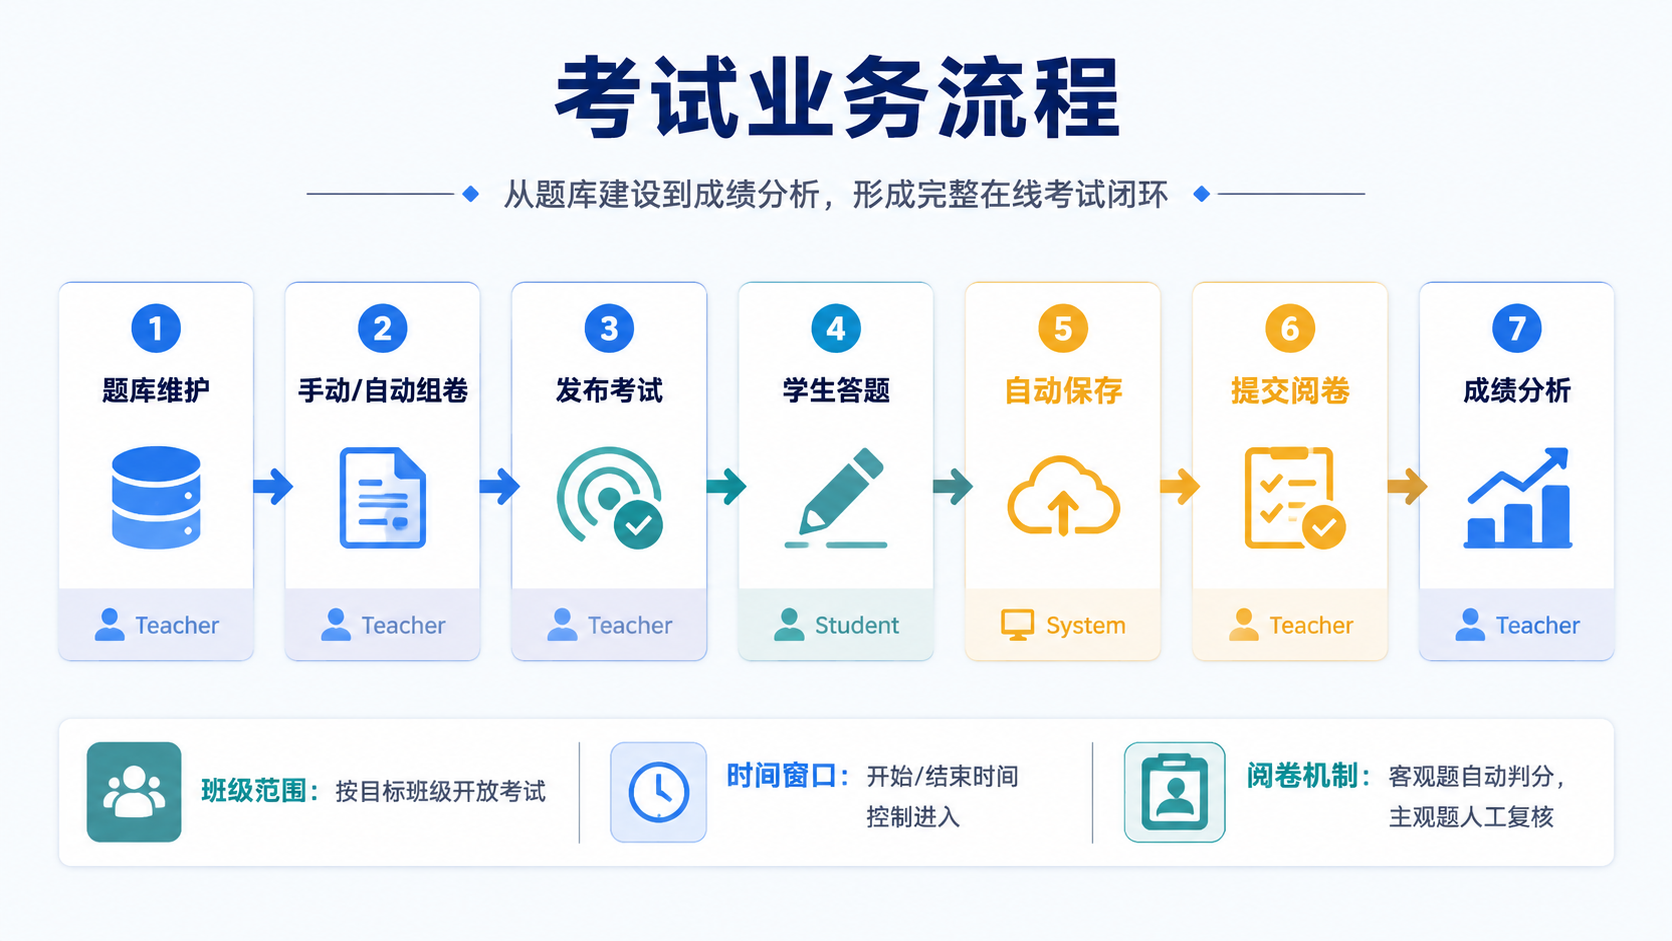 考试业务流程
从题库建设到成绩分析，形成完整在线考试闭环
1
题库维护
Teacher
2
手动/自动组卷
Teacher
3
发布考试
Teacher
4
学生答题
Student
5
自动保存
System
6
提交阅卷
Teacher
7
成绩分析
Teacher
班级范围：按目标班级开放考试
时间窗口：开始/结束时间
控制进入
阅卷机制：客观题自动判分，
主观题人工复核